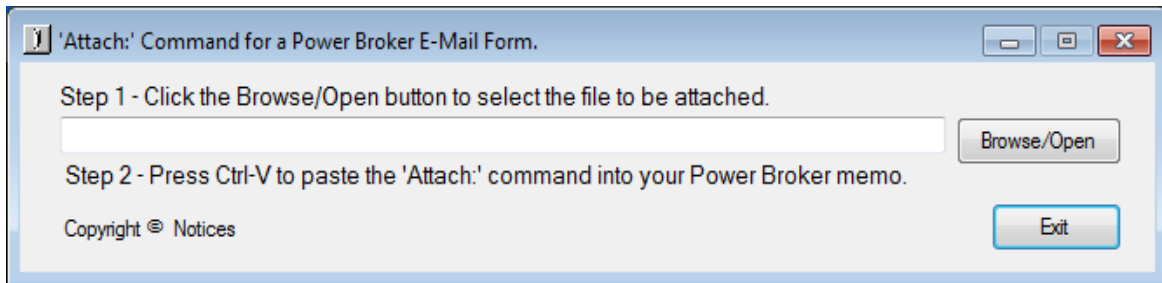 'Attach:' Command for a Power Broker E-Mail Form.
Step 1 - Click the Browse/Open button to select the file to be attached.
Browse/Open
Step 2 - Press Ctrl-V to paste the 'Attach:' command into your Power Broker memo.
Copyright © Notices
Exit